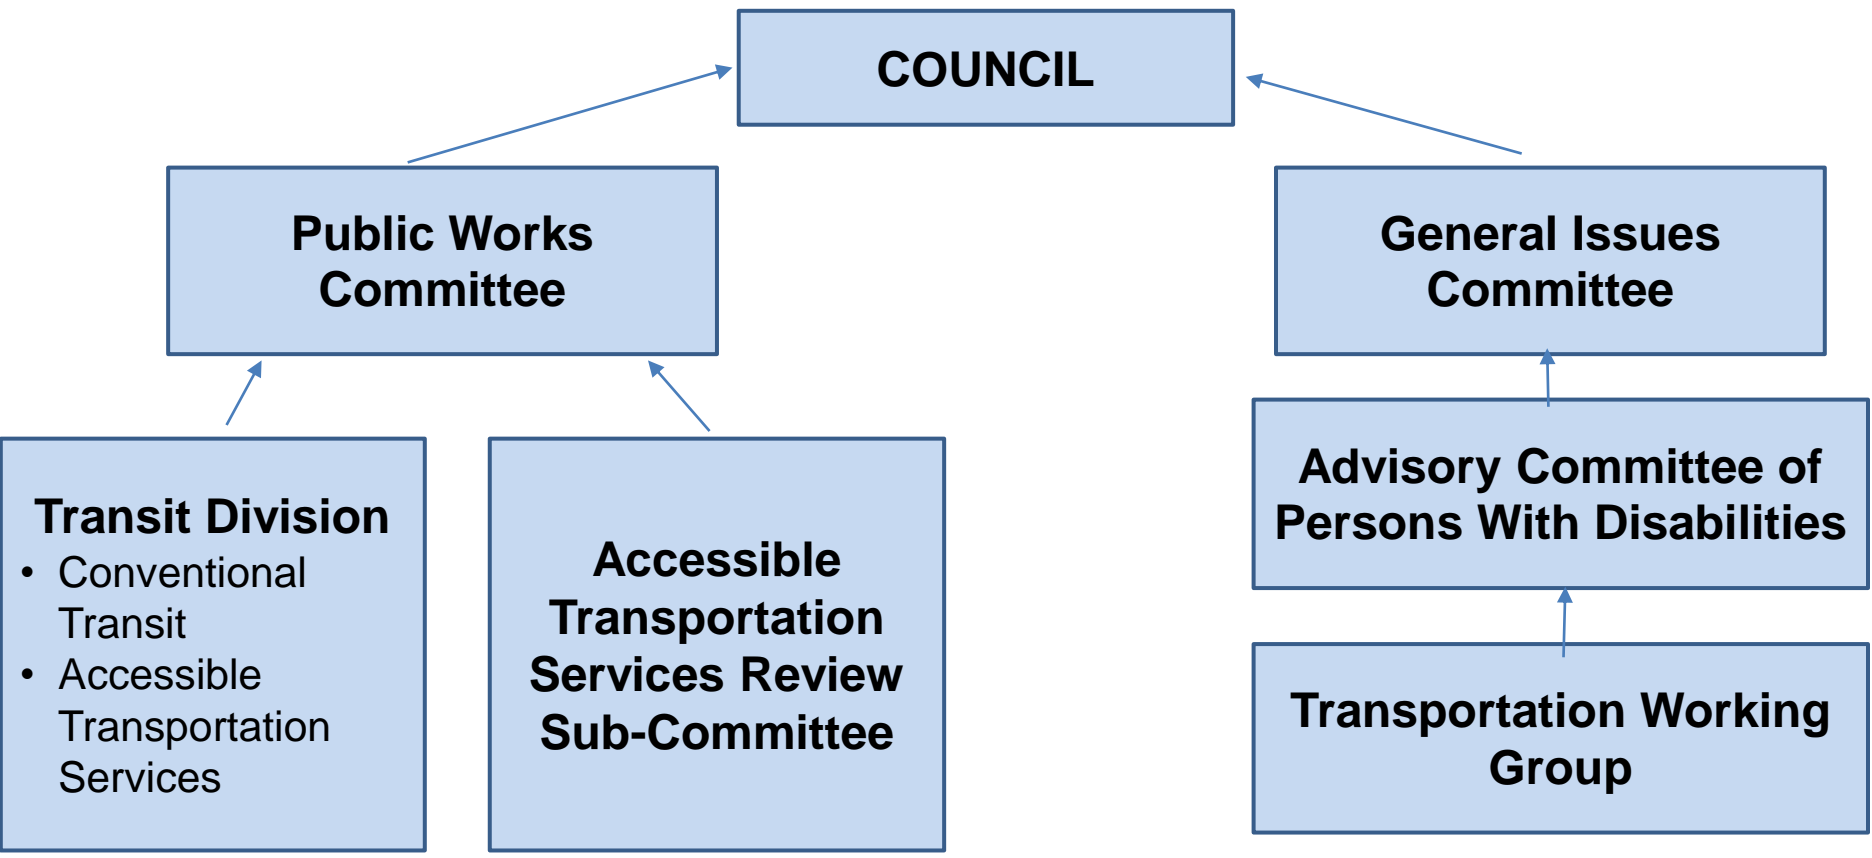 COUNCIL
Public Works
Committee
General Issues
Committee
Transit Division
• Conventional
Transit
• Accessible
Transportation
Services
Accessible
Transportation
Services Review
Sub-Committee
Advisory Committee of
Persons With Disabilities
Transportation Working
Group